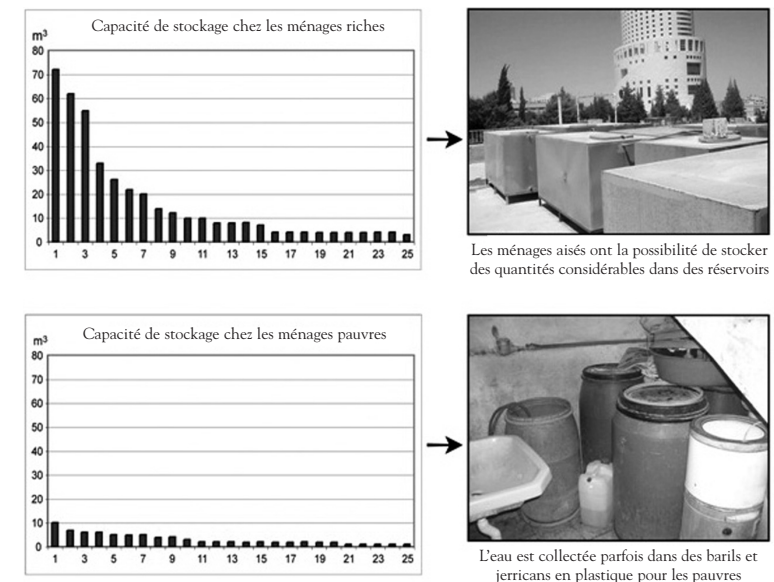 Capacité de stockage chez les ménages riches
m³
80
70
60
50
40
30
20
10
0
1 3 5 7 9 11 13 15 17 19 21 23 25
Les ménages aisés ont la possibilité de stocker
des quantités considérables dans des réservoirs
Capacité de stockage chez les ménages pauvres
m³
80
70
60
50
40
30
20
10
0
1 3 5 7 9 11 13 15 17 19 21 23 25
L'eau est collectée parfois dans des barils et
jerricans en plastique pour les pauvres